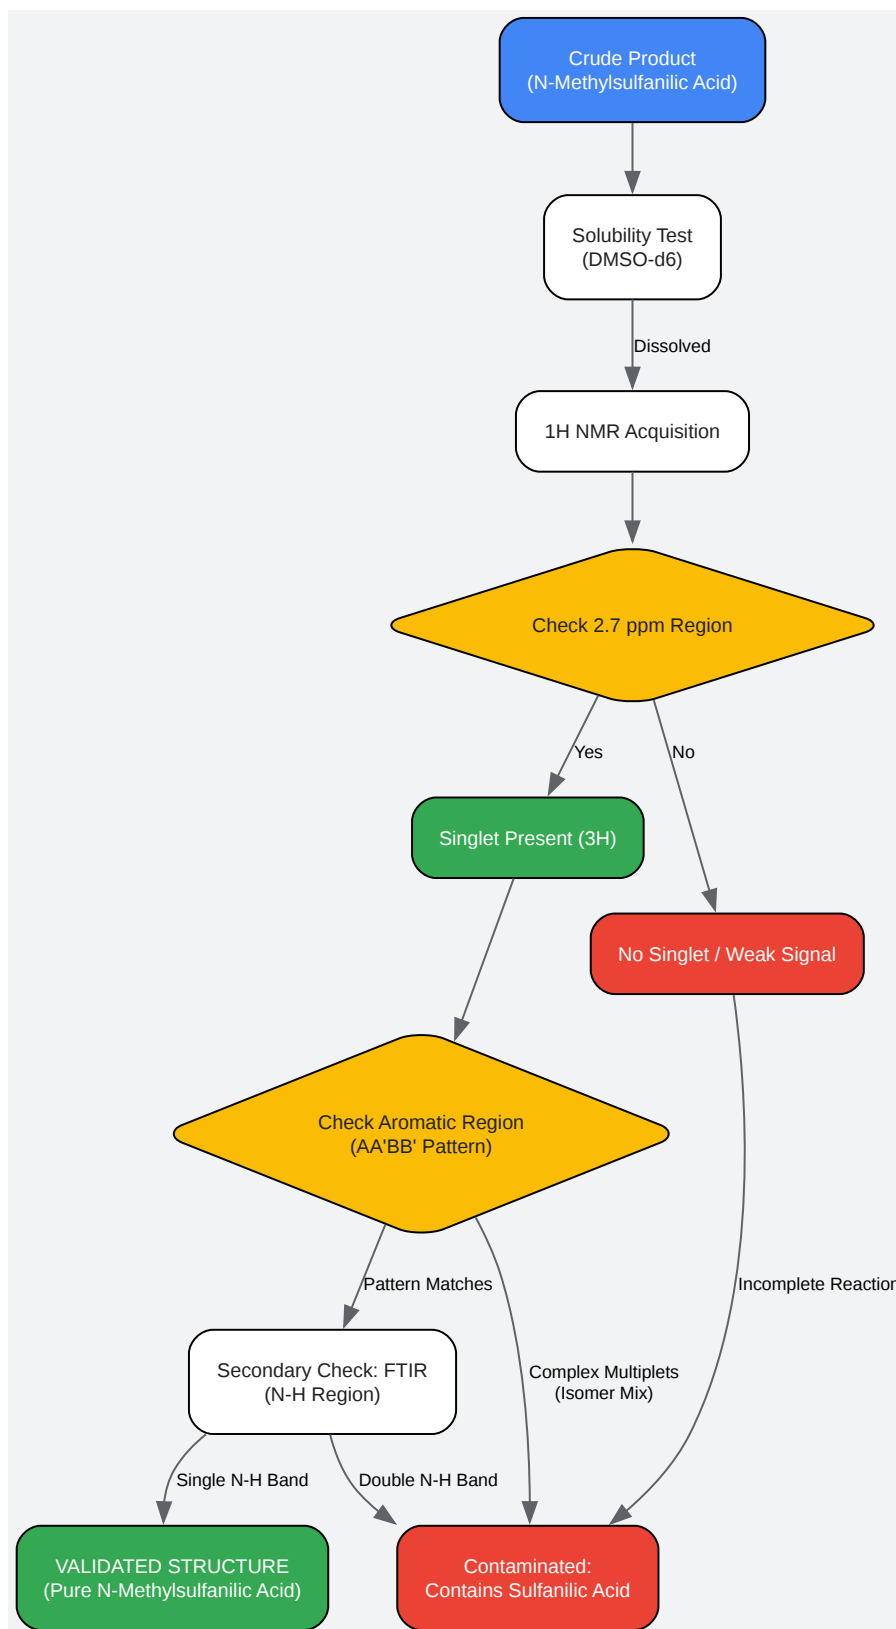 Crude Product
(N-Methylsulfanilic Acid)
Solubility Test
(DMSO-d6)
Dissolved
1H NMR Acquisition
Check 2.7 ppm Region
Yes
No
Singlet Present (3H)
No Singlet / Weak Signal
Check Aromatic Region
(AA'BB' Pattern)
Pattern Matches
Incomplete Reaction
Secondary Check: FTIR
(N-H Region)
Complex Multiplets
(Isomer Mix)
Single N-H Band
Double N-H Band
VALIDATED STRUCTURE
(Pure N-Methylsulfanilic Acid)
Contaminated:
Contains Sulfanilic Acid